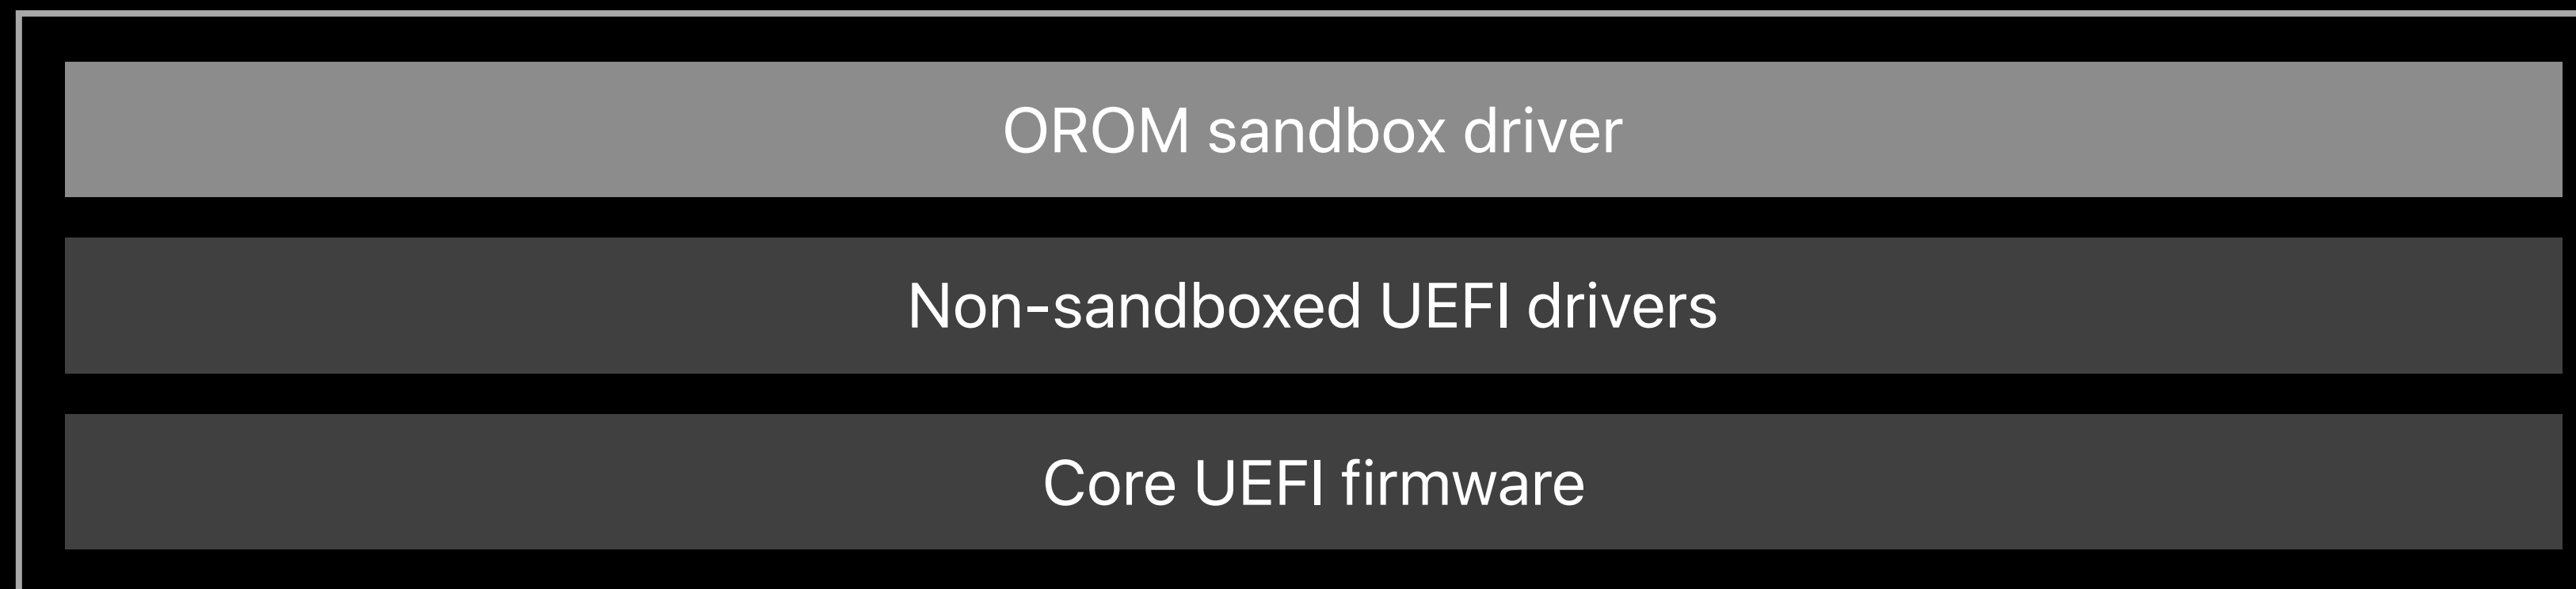 OROM sandbox driver
Non-sandboxed UEFI drivers
Core UEFI firmware